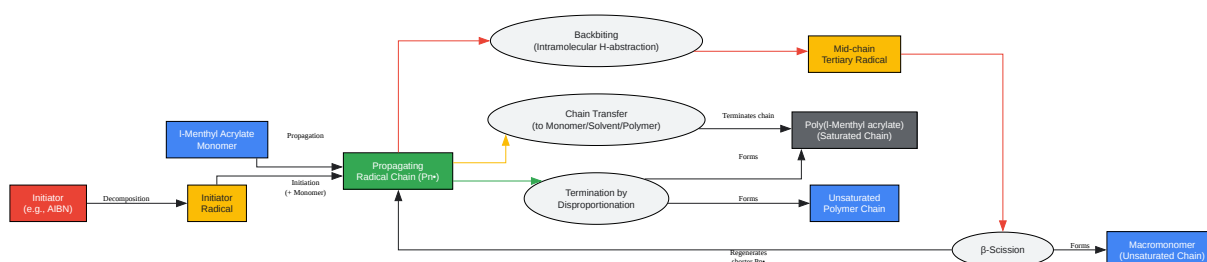 Backbiting
(Intramolecular H-abstraction)
Mid-chain
Tertiary Radical
Chain Transfer
(to Monomer/Solvent/Polymer)
Terminates chain
Poly(l-Menthyl acrylate)
(Saturated Chain)
l-Menthyl Acrylate
Monomer
Propagation
Propagating
Radical Chain (Pn•)
Forms
Initiator
(e.g., AIBN)
Decomposition
Initiator
Radical
Initiation
(+ Monomer)
Termination by
Disproportionation
Forms
Unsaturated
Polymer Chain
Regenerates
shorter Pn•
β-Scission
Forms
Macromonomer
(Unsaturated Chain)